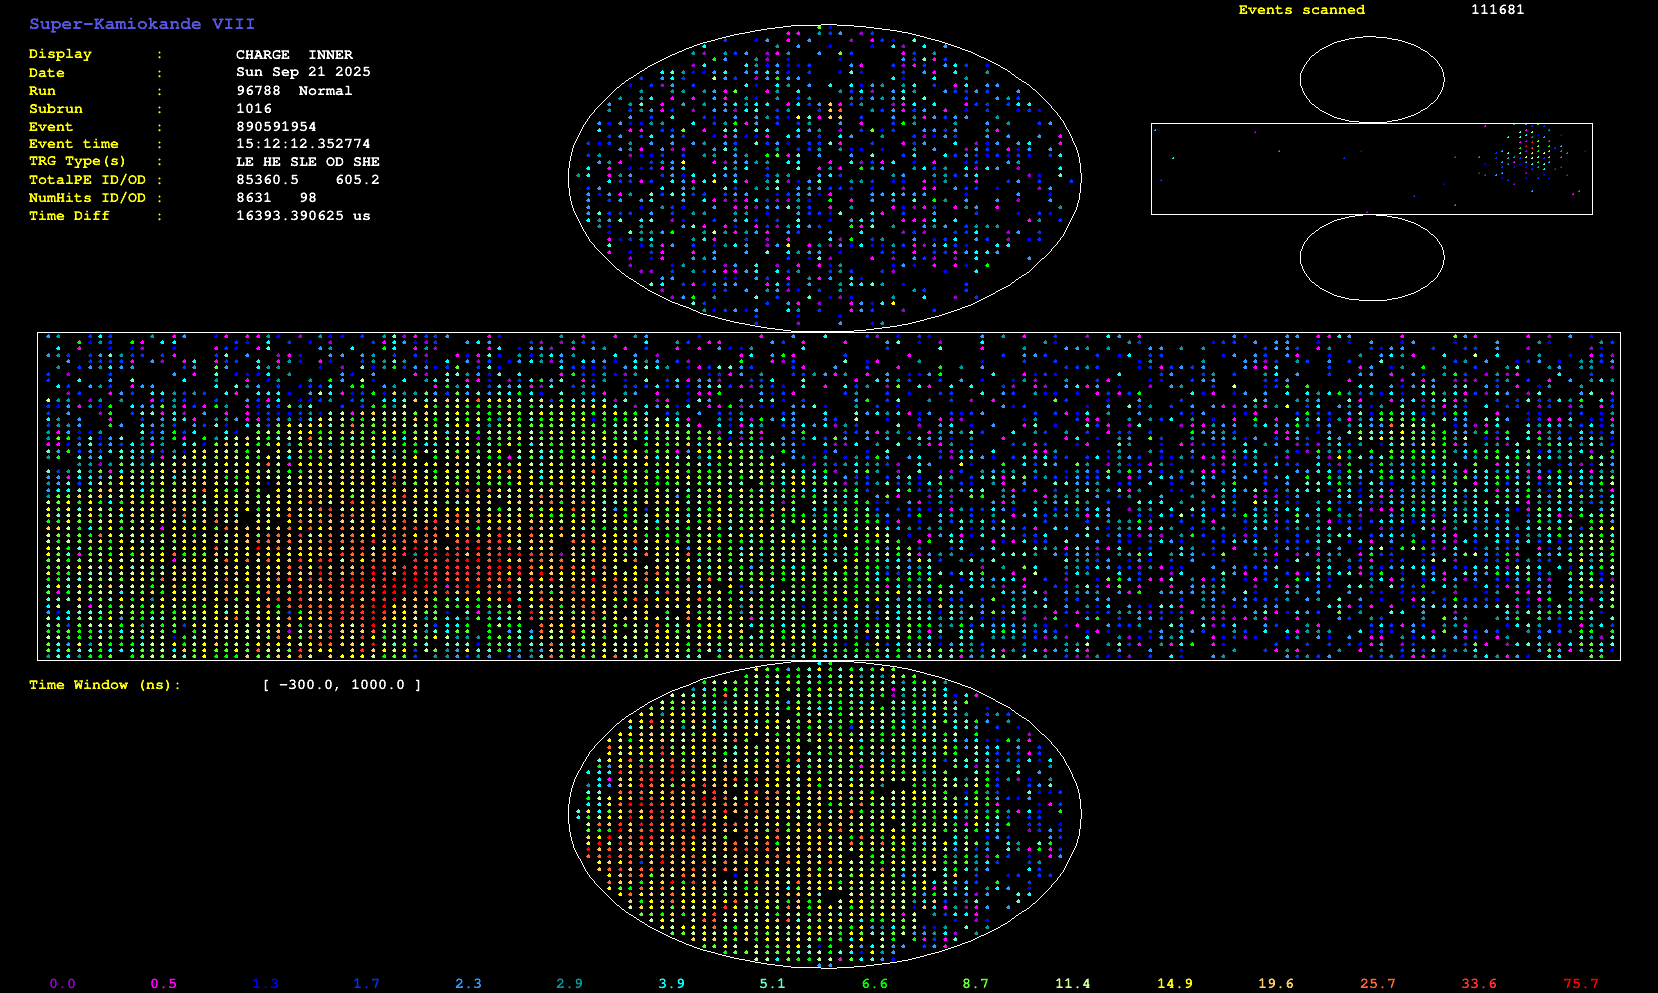 Super-Kamiokande VIII
Display : CHARGE INNER
Date : Sun Sep 21 2025
Run : 96788 Normal
Subrun : 1016
Event : 890591954
Event time : 15:12:12.352774
TRG Type(s) : LE HE SLE OD SHE
TotalPE ID/OD : 85360.5 605.2
NumHits ID/OD : 8631 98
Time Diff : 16393.390625 us
Events scanned 111681
Time Window (ns): [ -300.0, 1000.0 ]
0.0 0.5 1.3 1.7 2.3 2.9 3.9 5.1 6.6 8.7 11.4 14.9 19.6 25.7 33.6 75.7